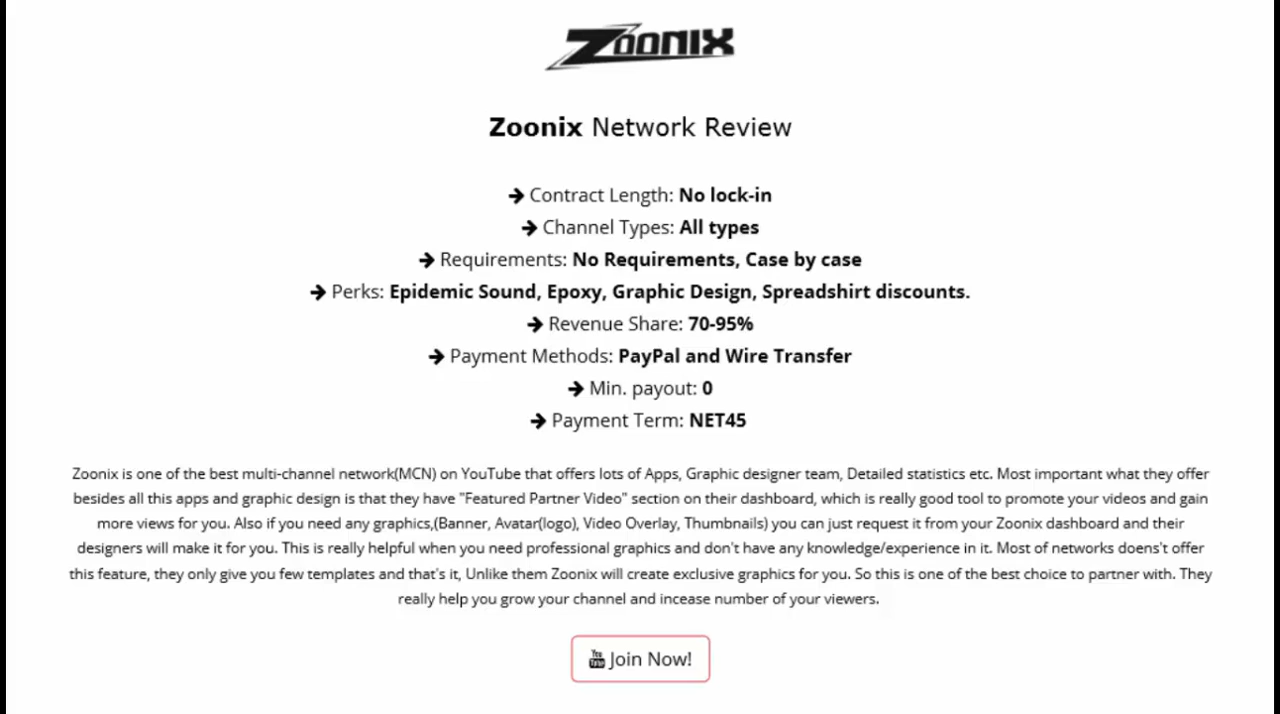 Zoonix
Zoonix Network Review
➔ Contract Length: No lock-in
➔ Channel Types: All types
➔ Requirements: No Requirements, Case by case
➔ Perks: Epidemic Sound, Epoxy, Graphic Design, Spreadshirt discounts.
➔ Revenue Share: 70-95%
➔ Payment Methods: PayPal and Wire Transfer
➔ Min. payout: 0
➔ Payment Term: NET45
Zoonix is one of the best multi-channel network(MCN) on YouTube that offers lots of Apps, Graphic designer team, Detailed statistics etc. Most important what they offer
besides all this apps and graphic design is that they have "Featured Partner Video" section on their dashboard, which is really good tool to promote your videos and gain
more views for you. Also if you need any graphics,(Banner, Avatar(logo), Video Overlay, Thumbnails) you can just request it from your Zoonix dashboard and their
designers will make it for you. This is really helpful when you need professional graphics and don't have any knowledge/experience in it. Most of networks doens't offer
this feature, they only give you few templates and that's it, Unlike them Zoonix will create exclusive graphics for you. So this is one of the best choice to partner with. They
really help you grow your channel and incease number of your viewers.
You Tube Join Now!